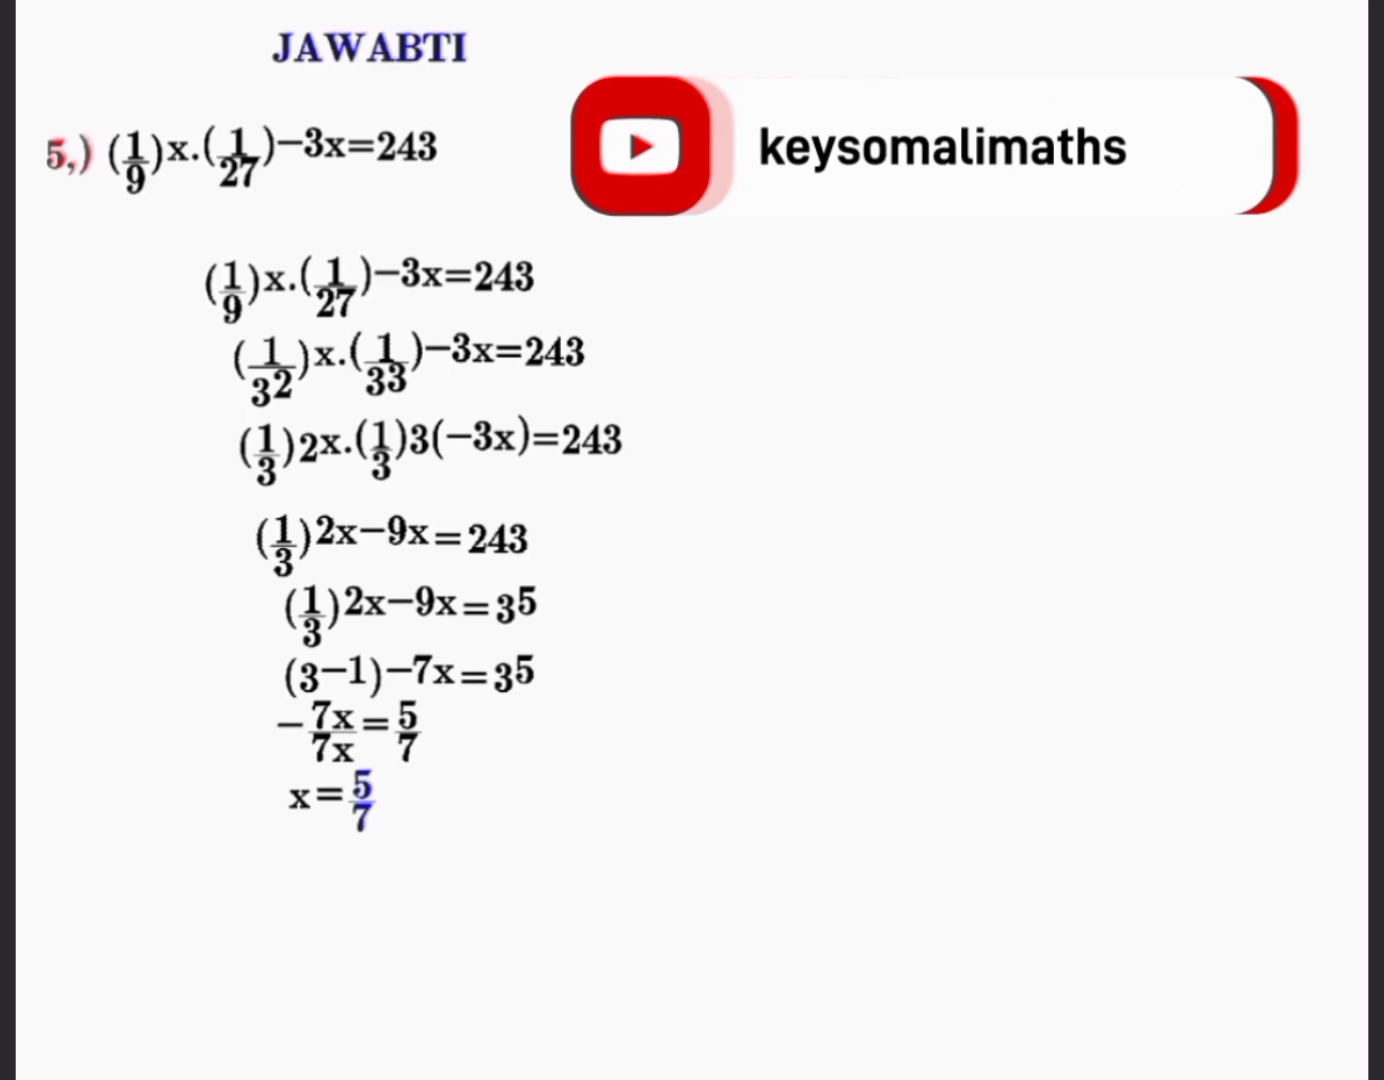 JAWABTI
keysomalimaths
5,) (1/9)x.(1/27)−3x=243
(1/9)x.(1/27)−3x=243
(1/32)x.(1/33)−3x=243
(1/3)2x.(1/3)3(−3x)=243
(1/3)2x−9x=243
(1/3)2x−9x=35
(3−1)−7x=35
−7x/7x=5/7
x=5/7